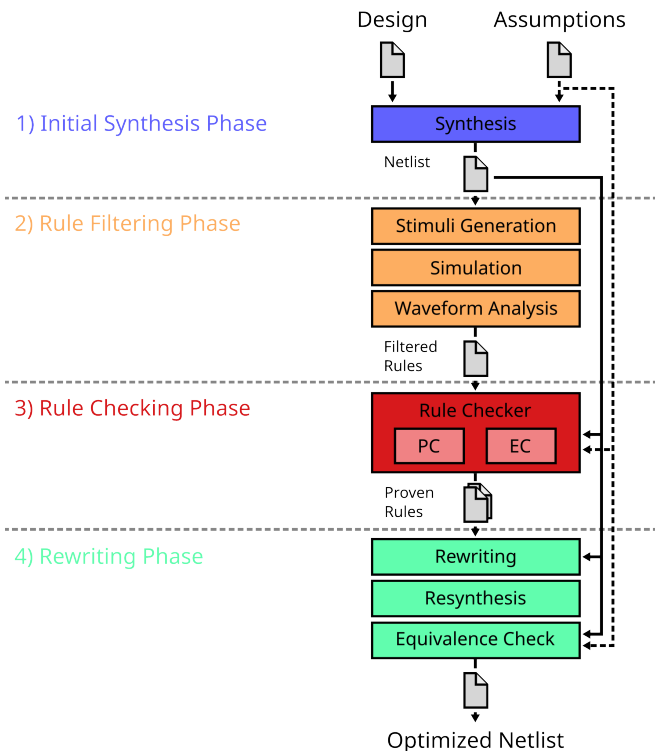 Design
Assumptions
1) Initial Synthesis Phase
Synthesis
Netlist
2) Rule Filtering Phase
Stimuli Generation
Simulation
Waveform Analysis
Filtered
Rules
3) Rule Checking Phase
Rule Checker
PC
EC
Proven
Rules
4) Rewriting Phase
Rewriting
Resynthesis
Equivalence Check
Optimized Netlist